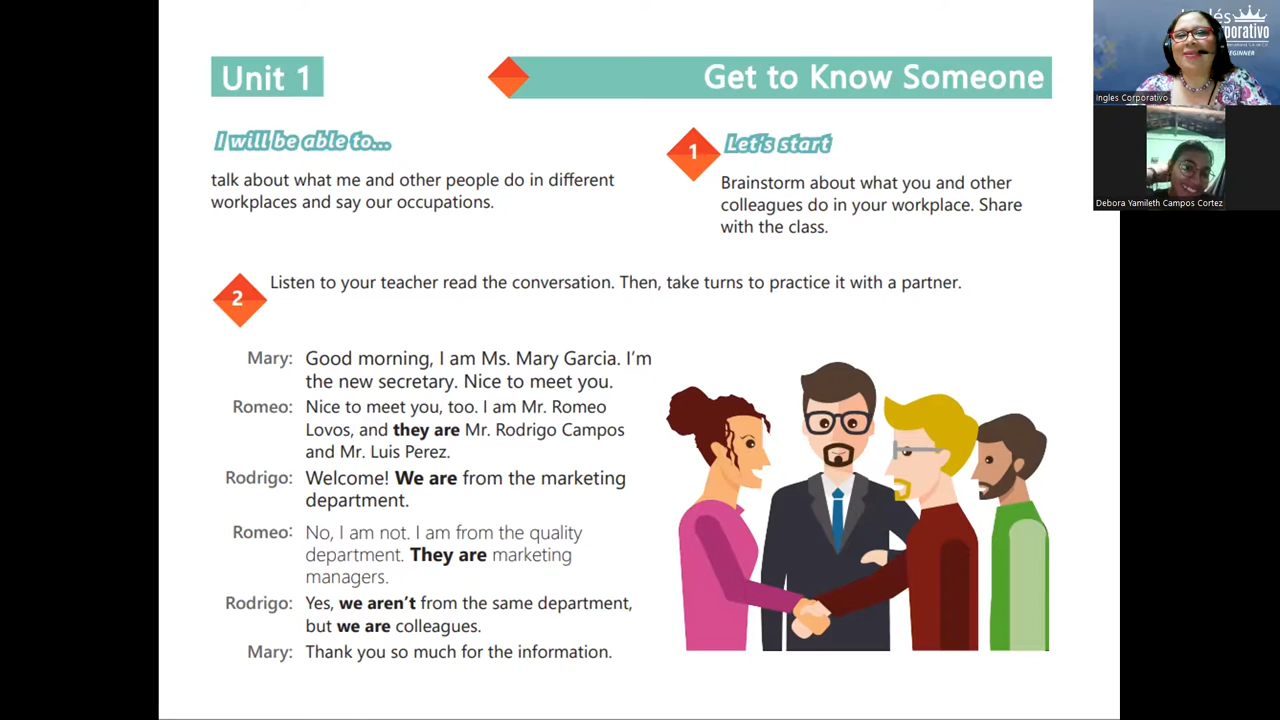 Unit 1
Get to Know Someone
I will be able to...
talk about what me and other people do in different
workplaces and say our occupations.
1
Let's start
Brainstorm about what you and other
colleagues do in your workplace. Share
with the class.
2
Listen to your teacher read the conversation. Then, take turns to practice it with a partner.
Mary: Good morning, I am Ms. Mary Garcia. I'm
the new secretary. Nice to meet you.
Romeo: Nice to meet you, too. I am Mr. Romeo
Lovos, and they are Mr. Rodrigo Campos
and Mr. Luis Perez.
Rodrigo: Welcome! We are from the marketing
department.
Romeo: No, I am not. I am from the quality
department. They are marketing
managers.
Rodrigo: Yes, we aren't from the same department,
but we are colleagues.
Mary: Thank you so much for the information.
Ingles Corporativo
Debora Yamileth Campos Cortez